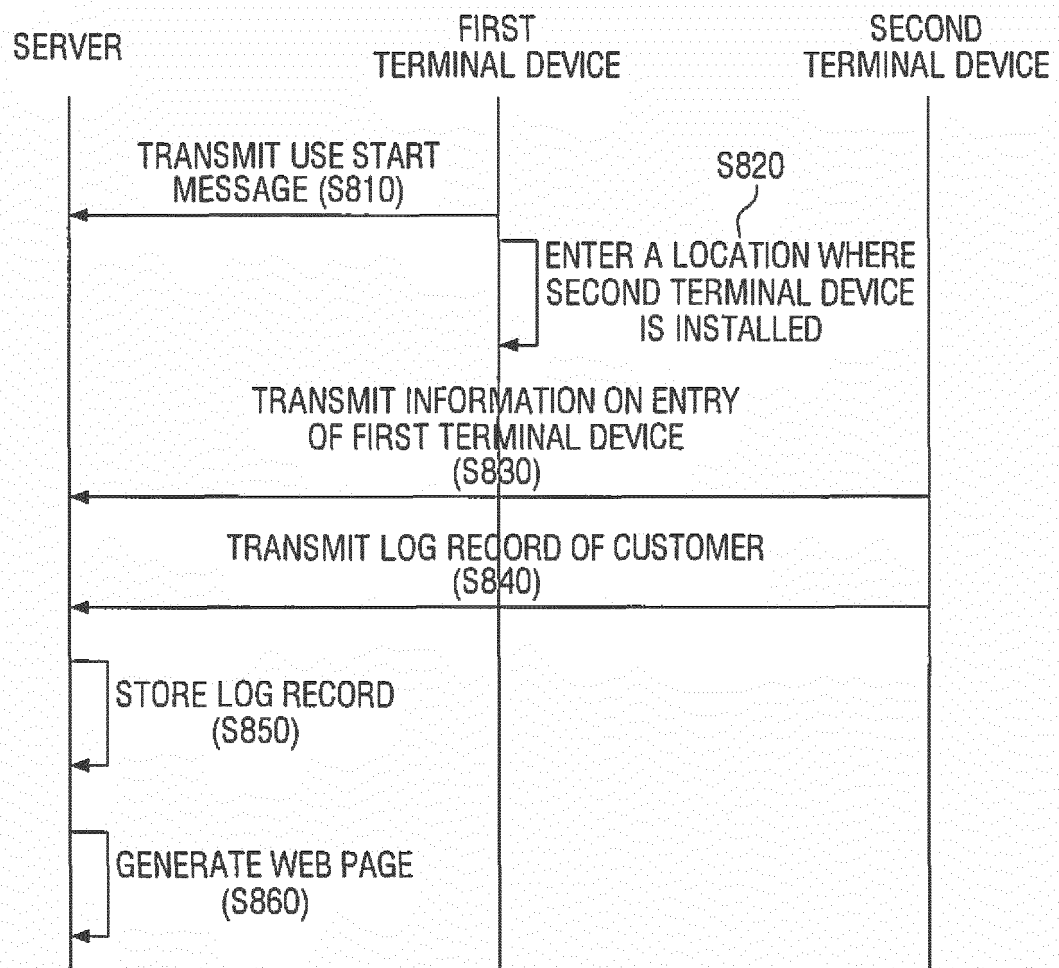 SERVER
FIRST
TERMINAL DEVICE
SECOND
TERMINAL DEVICE
TRANSMIT USE START
MESSAGE (S810)
S820
ENTER A LOCATION WHERE
SECOND TERMINAL DEVICE
IS INSTALLED
TRANSMIT INFORMATION ON ENTRY
OF FIRST TERMINAL DEVICE
(S830)
TRANSMIT LOG RECORD OF CUSTOMER
(S840)
STORE LOG RECORD
(S850)
GENERATE WEB PAGE
(S860)